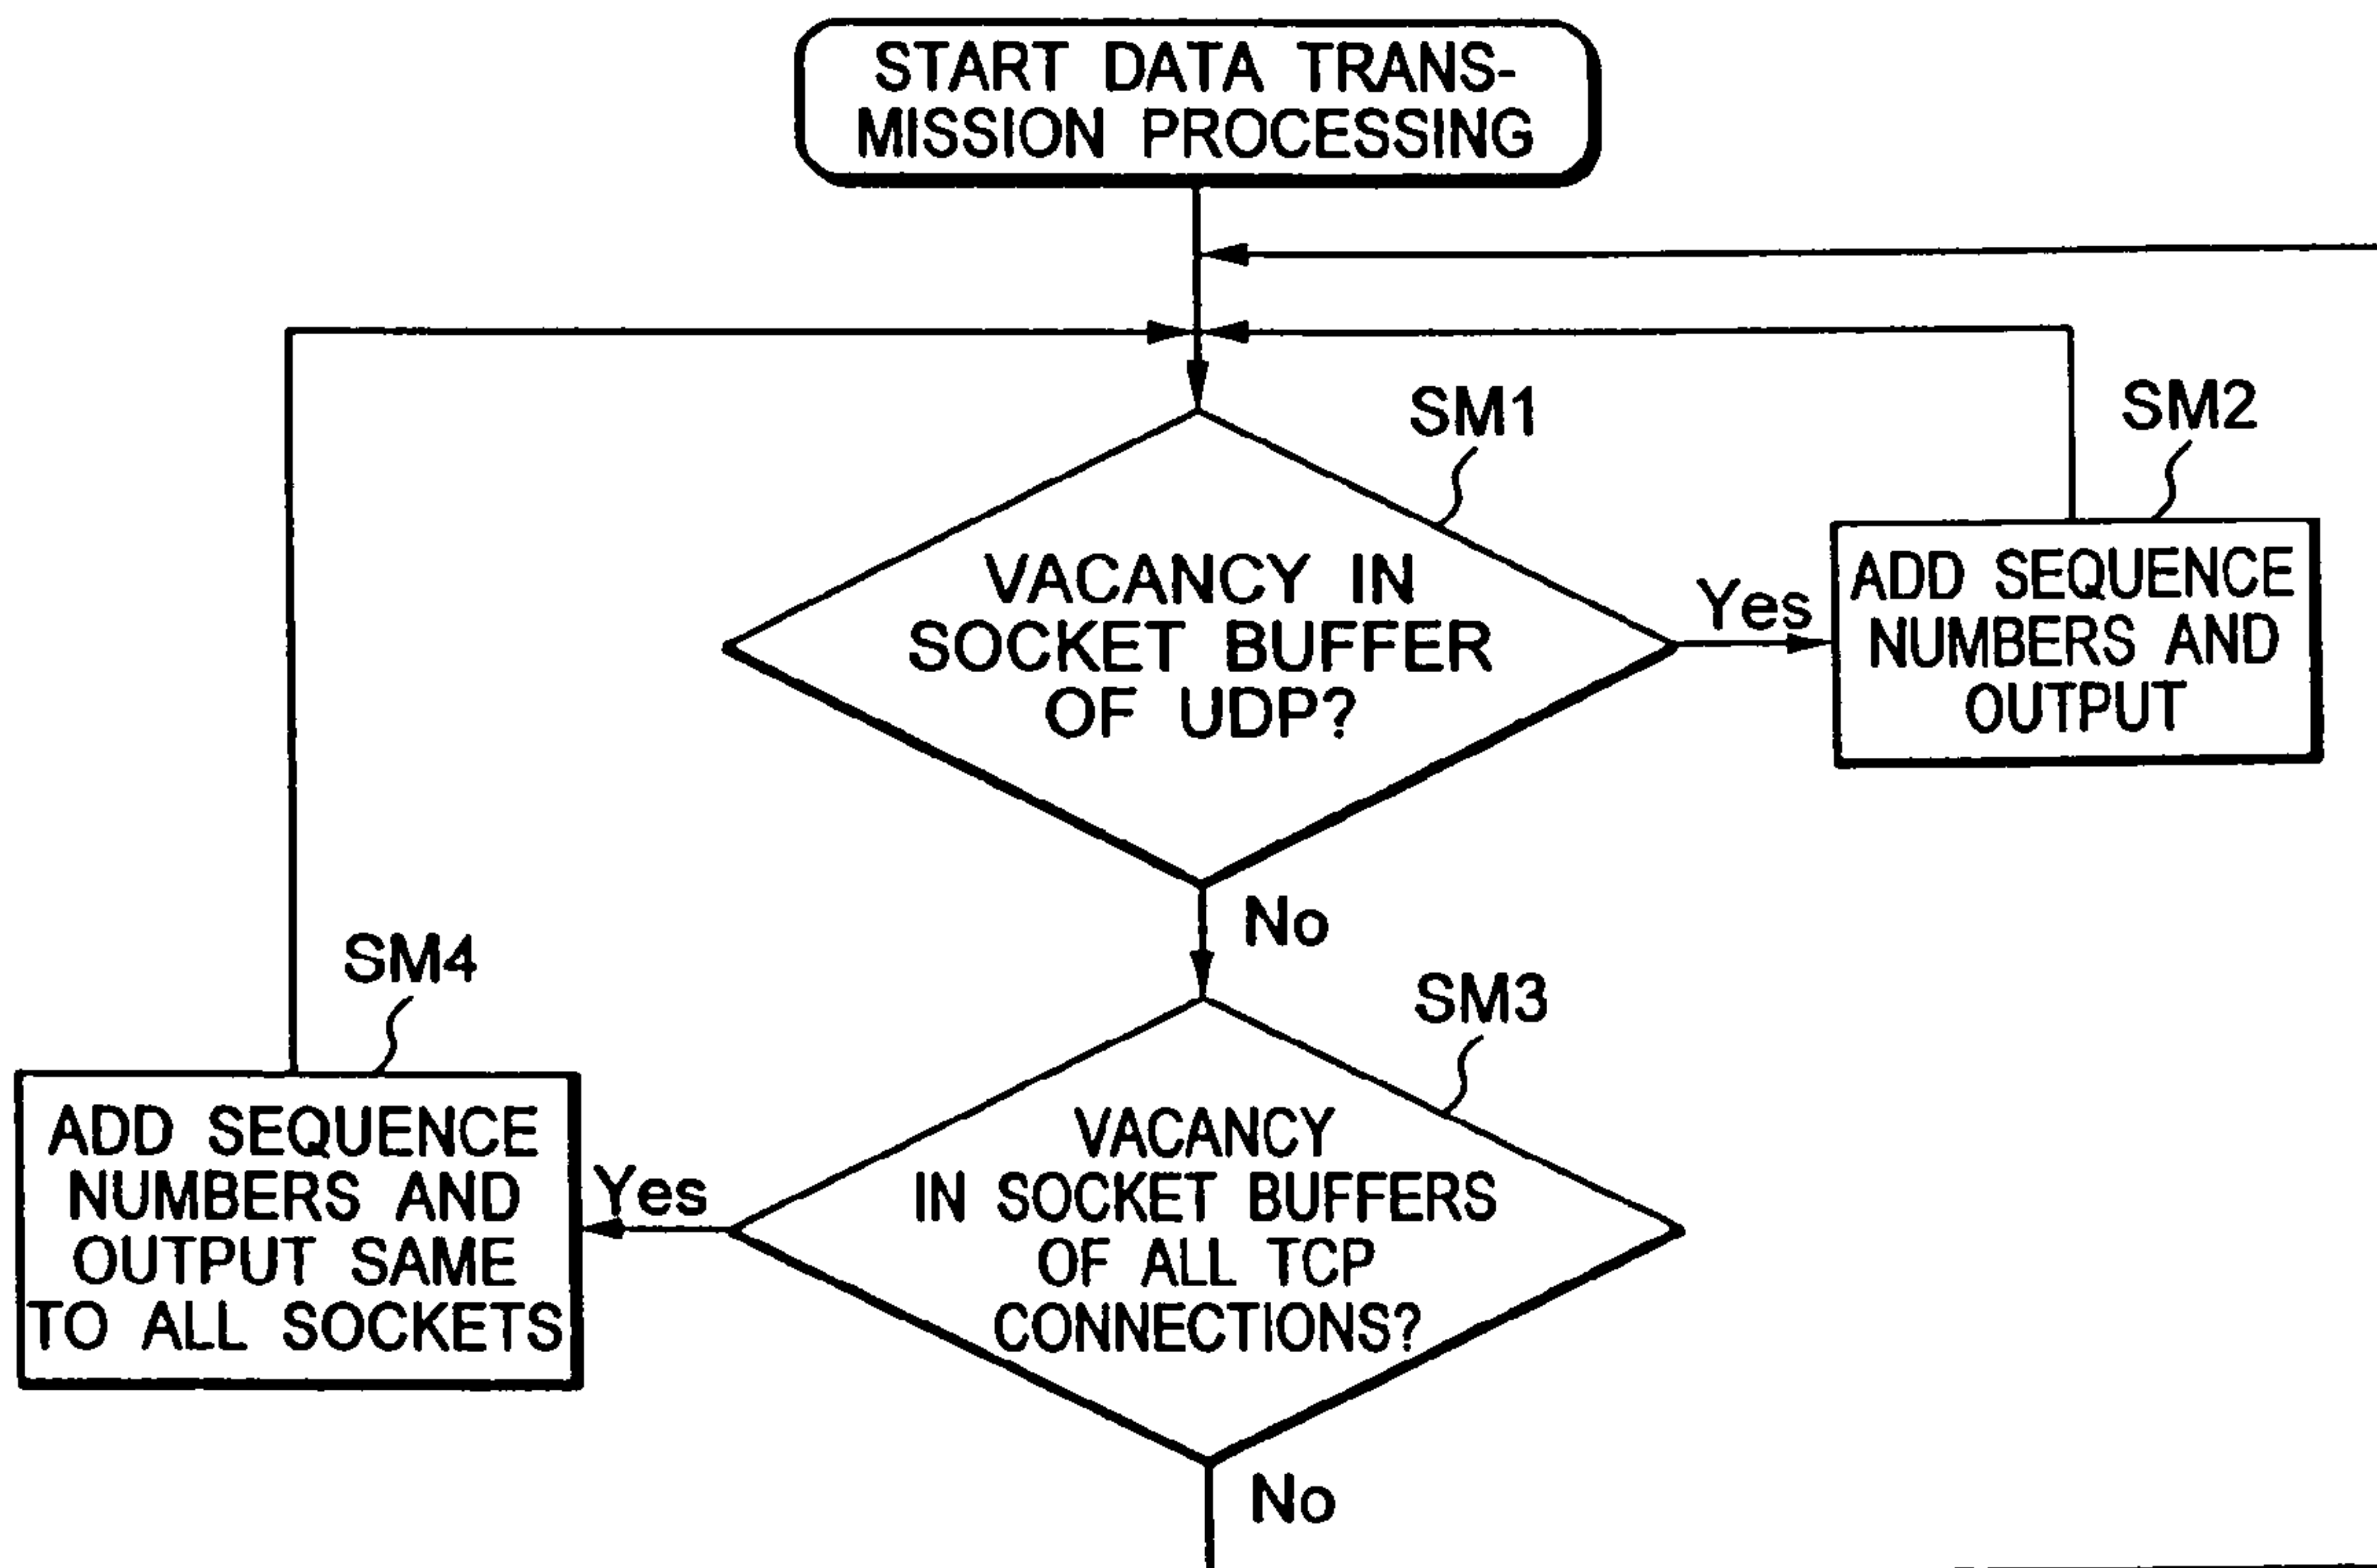 START DATA TRANS-
MISSION PROCESSING
SM1
SM2
VACANCY IN
SOCKET BUFFER
OF UDP?
Yes
ADD SEQUENCE
NUMBERS AND
OUTPUT
No
SM4
SM3
ADD SEQUENCE
NUMBERS AND
OUTPUT SAME
TO ALL SOCKETS
Yes
VACANCY
IN SOCKET BUFFERS
OF ALL TCP
CONNECTIONS?
No